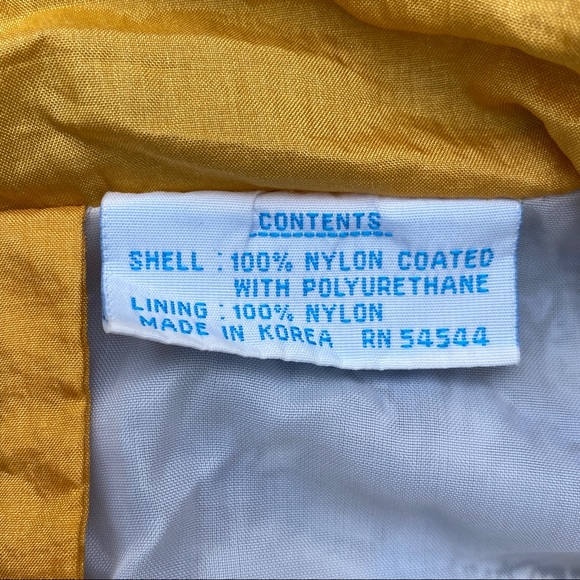 CONTENTS
SHELL : 100% NYLON COATED
WITH POLYURETHANE
LINING : 100% NYLON
MADE IN KOREA RN 54544